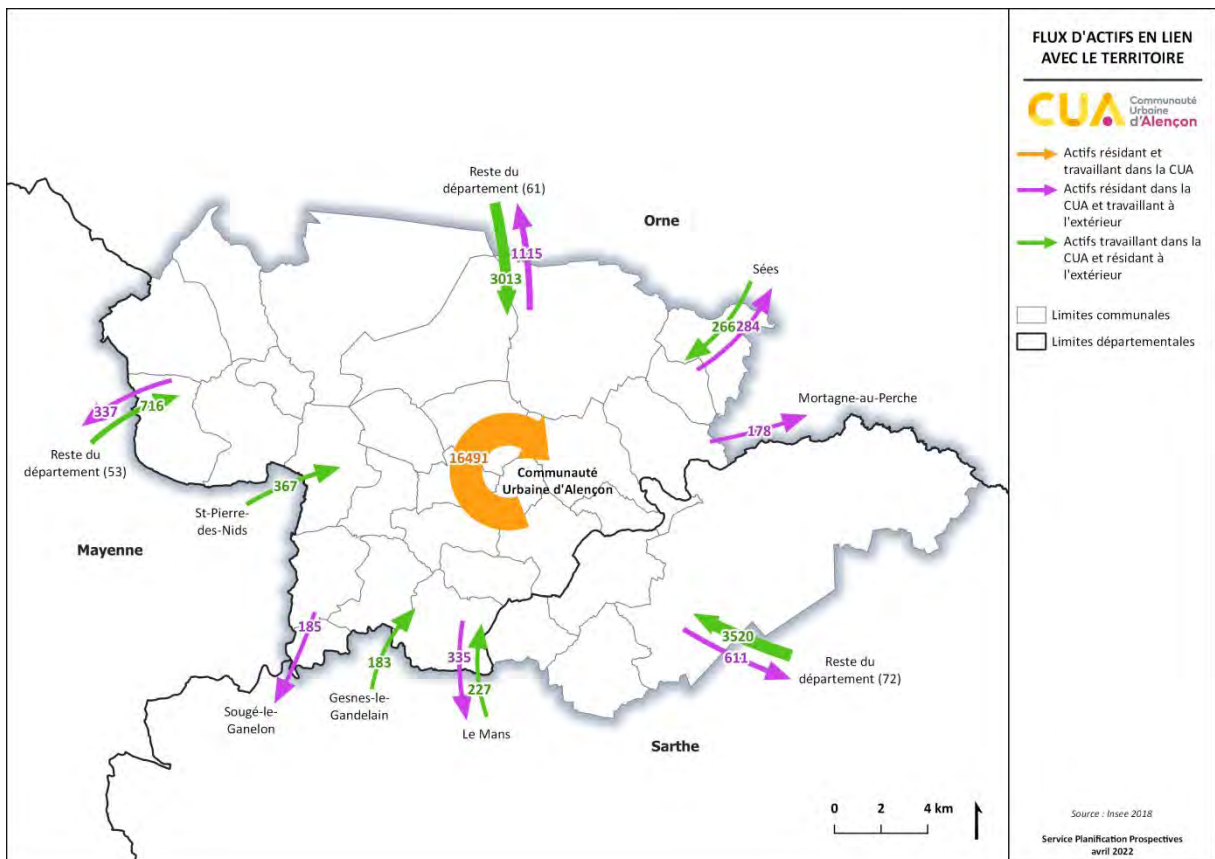 FLUX D'ACTIFS EN LIEN
AVEC LE TERRITOIRE
CUA
Communauté
Urbaine
d'Alençon
Actifs résidant et
travaillant dans la CUA
Actifs résidant dans la
CUA et travaillant à
l'extérieur
Actifs travaillant dans la
CUA et résidant à
l'extérieur
Limites communales
Limites départementales
Reste du
département (61)
Orne
1115
3013
Sées
266
284
Mortagne-au-Perche
178
337
716
Reste du
département (53)
367
St-Pierre-
des-Nids
Mayenne
16491
Communauté
Urbaine d'Alençon
185
183
335
227
3520
611
Reste du
département (72)
Sougé-le-
Ganelon
Gesnes-le-
Gandelain
Le Mans
Sarthe
0 2 4 km
Source : Insee 2018
Service Planification Prospectives
avril 2022